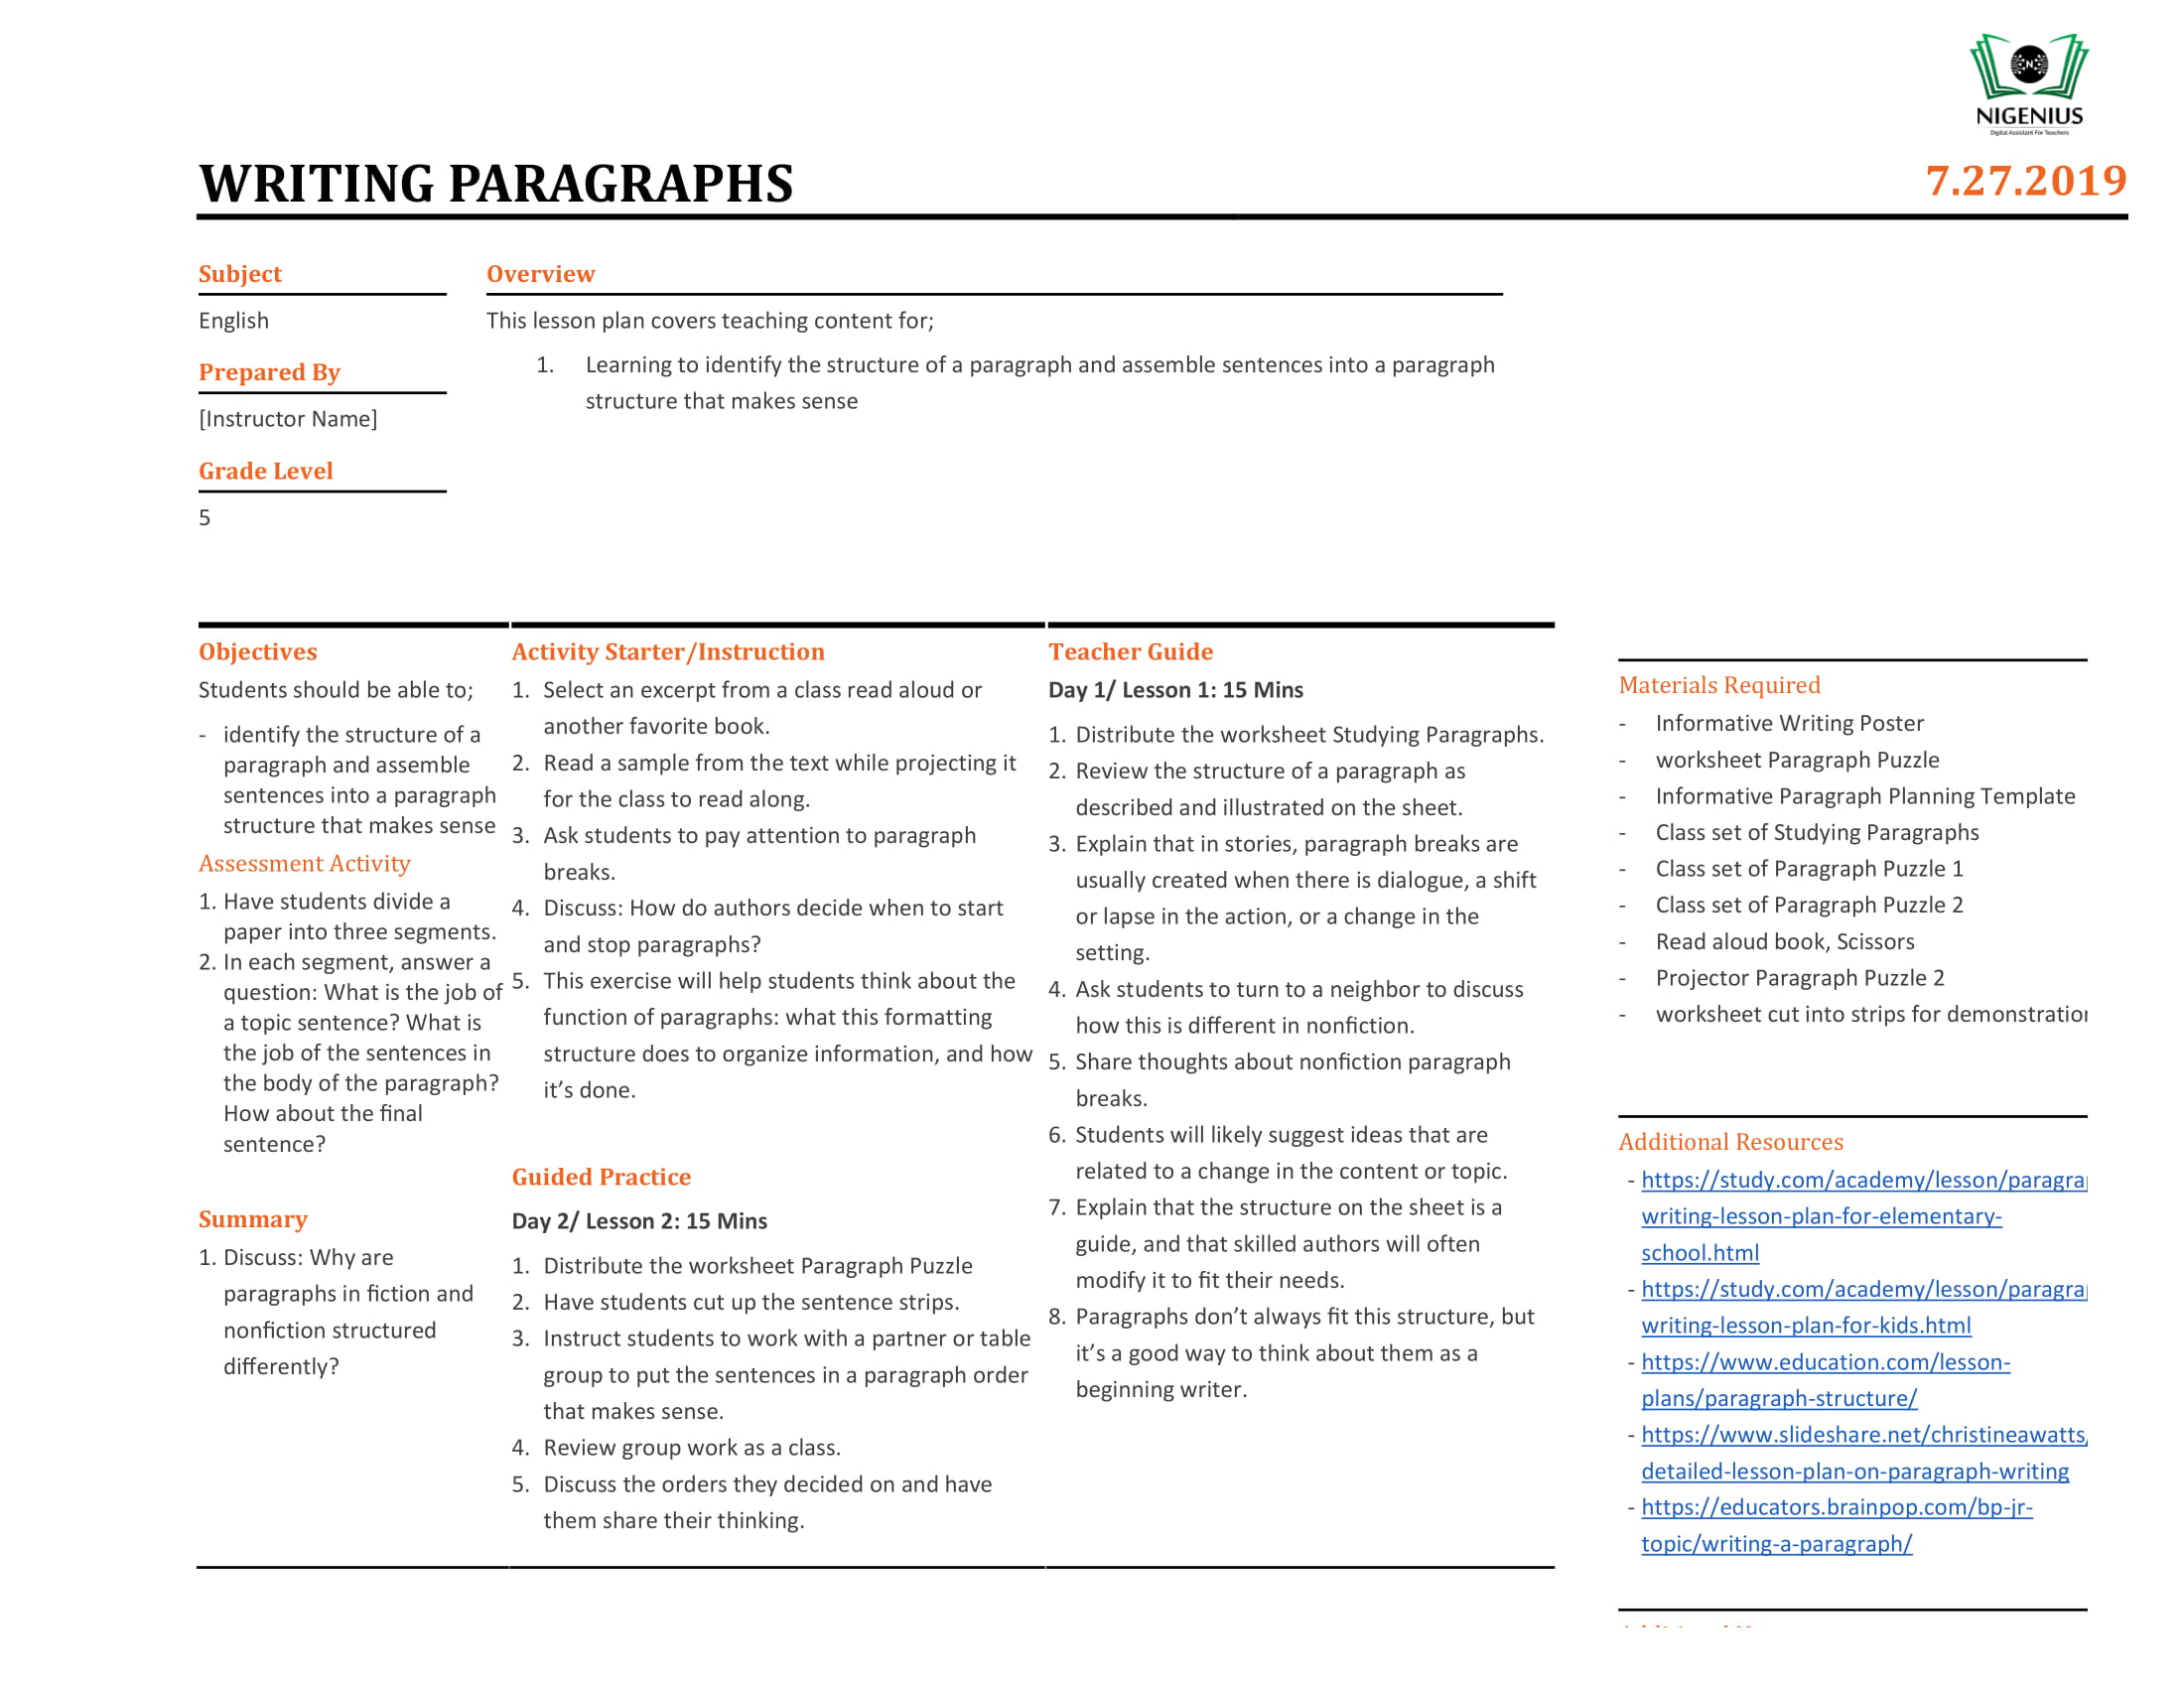 NIGENIUS
Digital Assistant For Teachers
WRITING PARAGRAPHS
7.27.2019
Subject
English
Prepared By
[Instructor Name]
Grade Level
5
Overview
This lesson plan covers teaching content for;
1. Learning to identify the structure of a paragraph and assemble sentences into a paragraph
structure that makes sense
Objectives
Students should be able to;
- identify the structure of a
paragraph and assemble
sentences into a paragraph
structure that makes sense
Assessment Activity
1. Have students divide a
paper into three segments.
2. In each segment, answer a
question: What is the job of
a topic sentence? What is
the job of the sentences in
the body of the paragraph?
How about the final
sentence?
Summary
1. Discuss: Why are
paragraphs in fiction and
nonfiction structured
differently?
Activity Starter/Instruction
1. Select an excerpt from a class read aloud or
another favorite book.
2. Read a sample from the text while projecting it
for the class to read along.
3. Ask students to pay attention to paragraph
breaks.
4. Discuss: How do authors decide when to start
and stop paragraphs?
5. This exercise will help students think about the
function of paragraphs: what this formatting
structure does to organize information, and how
it's done.
Guided Practice
Day 2/ Lesson 2: 15 Mins
1. Distribute the worksheet Paragraph Puzzle
2. Have students cut up the sentence strips.
3. Instruct students to work with a partner or table
group to put the sentences in a paragraph order
that makes sense.
4. Review group work as a class.
5. Discuss the orders they decided on and have
them share their thinking.
Teacher Guide
Day 1/ Lesson 1: 15 Mins
1. Distribute the worksheet Studying Paragraphs.
2. Review the structure of a paragraph as
described and illustrated on the sheet.
3. Explain that in stories, paragraph breaks are
usually created when there is dialogue, a shift
or lapse in the action, or a change in the
setting.
4. Ask students to turn to a neighbor to discuss
how this is different in nonfiction.
5. Share thoughts about nonfiction paragraph
breaks.
6. Students will likely suggest ideas that are
related to a change in the content or topic.
7. Explain that the structure on the sheet is a
guide, and that skilled authors will often
modify it to fit their needs.
8. Paragraphs don't always fit this structure, but
it's a good way to think about them as a
beginning writer.
Materials Required
- Informative Writing Poster
- worksheet Paragraph Puzzle
- Informative Paragraph Planning Template
- Class set of Studying Paragraphs
- Class set of Paragraph Puzzle 1
- Class set of Paragraph Puzzle 2
- Read aloud book, Scissors
- Projector Paragraph Puzzle 2
- worksheet cut into strips for demonstration
Additional Resources
- https://study.com/academy/lesson/paragra
writing-lesson-plan-for-elementary-
school.html
- https://study.com/academy/lesson/paragra
writing-lesson-plan-for-kids.html
- https://www.education.com/lesson-
plans/paragraph-structure/
- https://www.slideshare.net/christineawatts/
detailed-lesson-plan-on-paragraph-writing
- https://educators.brainpop.com/bp-jr-
topic/writing-a-paragraph/